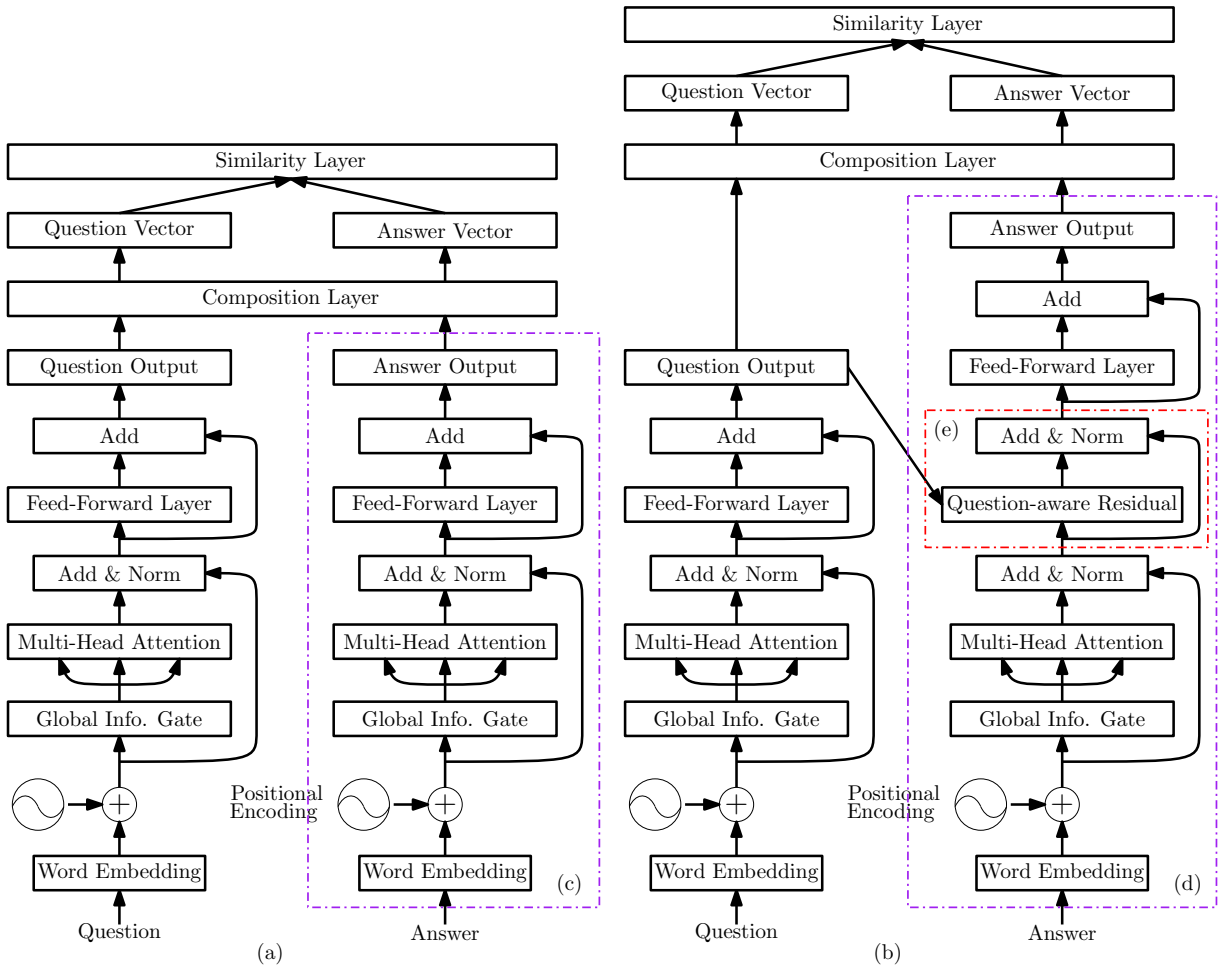 Similarity Layer
Question Vector
Answer Vector
Composition Layer
Question Output
Answer Output
Add
Add
Feed-Forward Layer
Feed-Forward Layer
Add & Norm
Add & Norm
Multi-Head Attention
Multi-Head Attention
Global Info. Gate
Global Info. Gate
Positional
Encoding
+
+
Word Embedding
Word Embedding
(c)
Question
Answer
(a)
Similarity Layer
Question Vector
Answer Vector
Composition Layer
Answer Output
Add
Question Output
Feed-Forward Layer
Add
(e)
Add & Norm
Feed-Forward Layer
Question-aware Residual
Add & Norm
Add & Norm
Multi-Head Attention
Multi-Head Attention
Global Info. Gate
Global Info. Gate
Positional
Encoding
+
+
Word Embedding
Word Embedding
(d)
Question
Answer
(b)